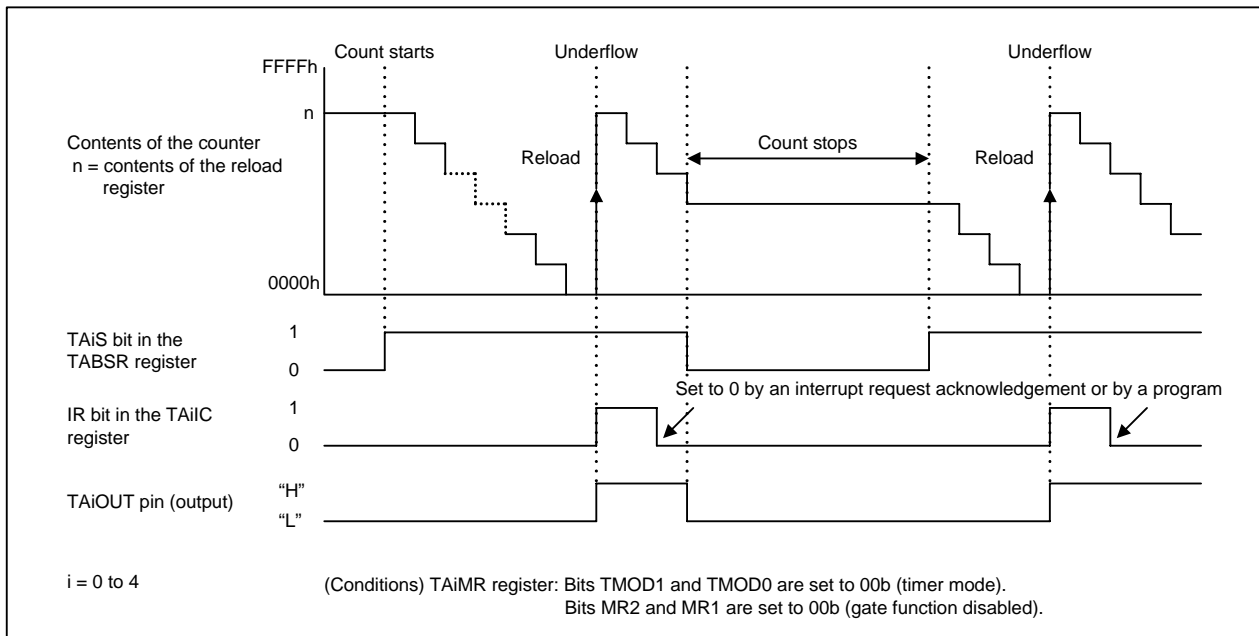 Count starts
Underflow
Underflow
FFFFh
n
Contents of the counter
n = contents of the reload
register
Reload
Count stops
Reload
0000h
TAiS bit in the
TABSR register
1
0
Set to 0 by an interrupt request acknowledgement or by a program
IR bit in the TAiIC
register
1
0
TAiOUT pin (output)
“H”
“L”
i = 0 to 4
(Conditions) TAiMR register: Bits TMOD1 and TMOD0 are set to 00b (timer mode).
Bits MR2 and MR1 are set to 00b (gate function disabled).